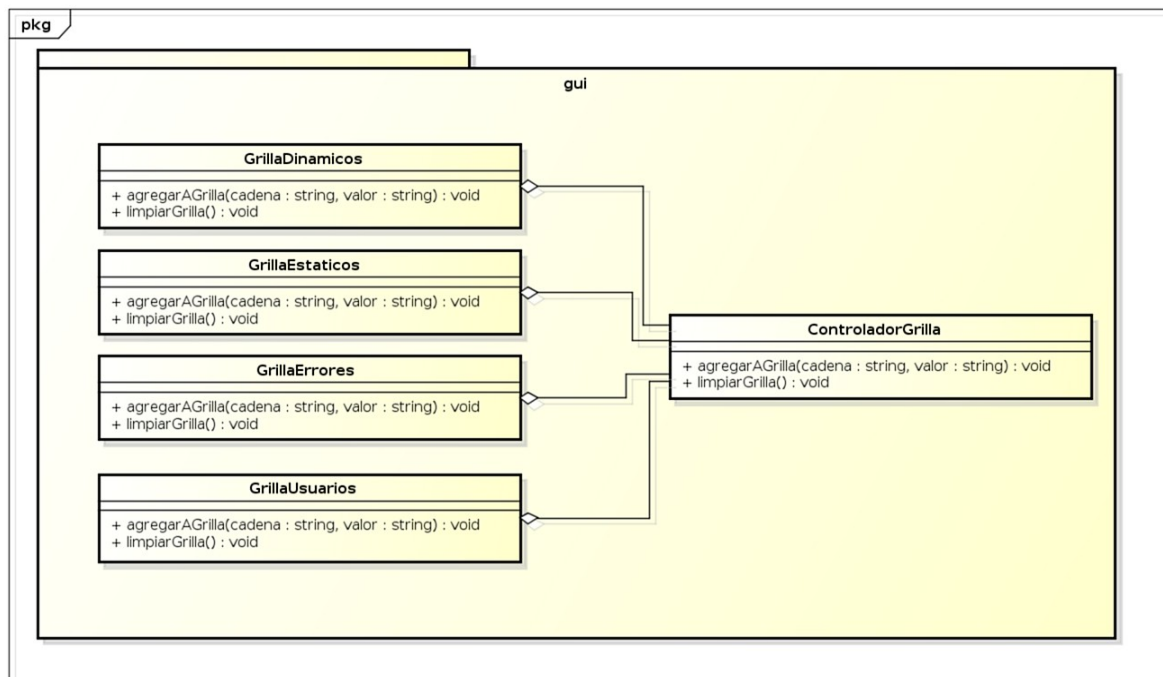 pkg
gui
GrillaDinamicos
+ agregarAGrilla(cadena : string, valor : string) : void
+ limpiarGrilla() : void
GrillaEstaticos
+ agregarAGrilla(cadena : string, valor : string) : void
+ limpiarGrilla() : void
GrillaErrores
+ agregarAGrilla(cadena : string, valor : string) : void
+ limpiarGrilla() : void
GrillaUsuarios
+ agregarAGrilla(cadena : string, valor : string) : void
+ limpiarGrilla() : void
ControladorGrilla
+ agregarAGrilla(cadena : string, valor : string) : void
+ limpiarGrilla() : void